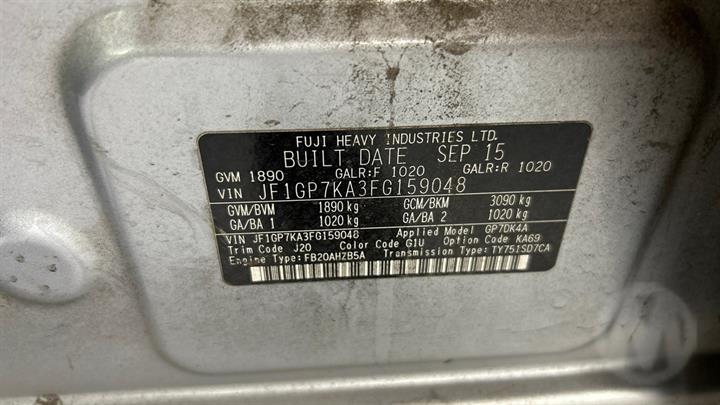 FUJI HEAVY INDUSTRIES LTD.
BUILT DATE SEP 15
GVM 1890 GALR:F 1020 GALR:R 1020
VIN JF1GP7KA3FG159048
GVM/BVM 1890 kg GCM/BKM 3090 kg
GA/BA 1 1020 kg GA/BA 2 1020 kg
VIN JF1GP7KA3FG159048 Applied Model GP7DK4A
Trim Code J20 Color Code G1U Option Code KA69
Engine Type: FB20AHZB5A Transmission Type: TY751SD7CA